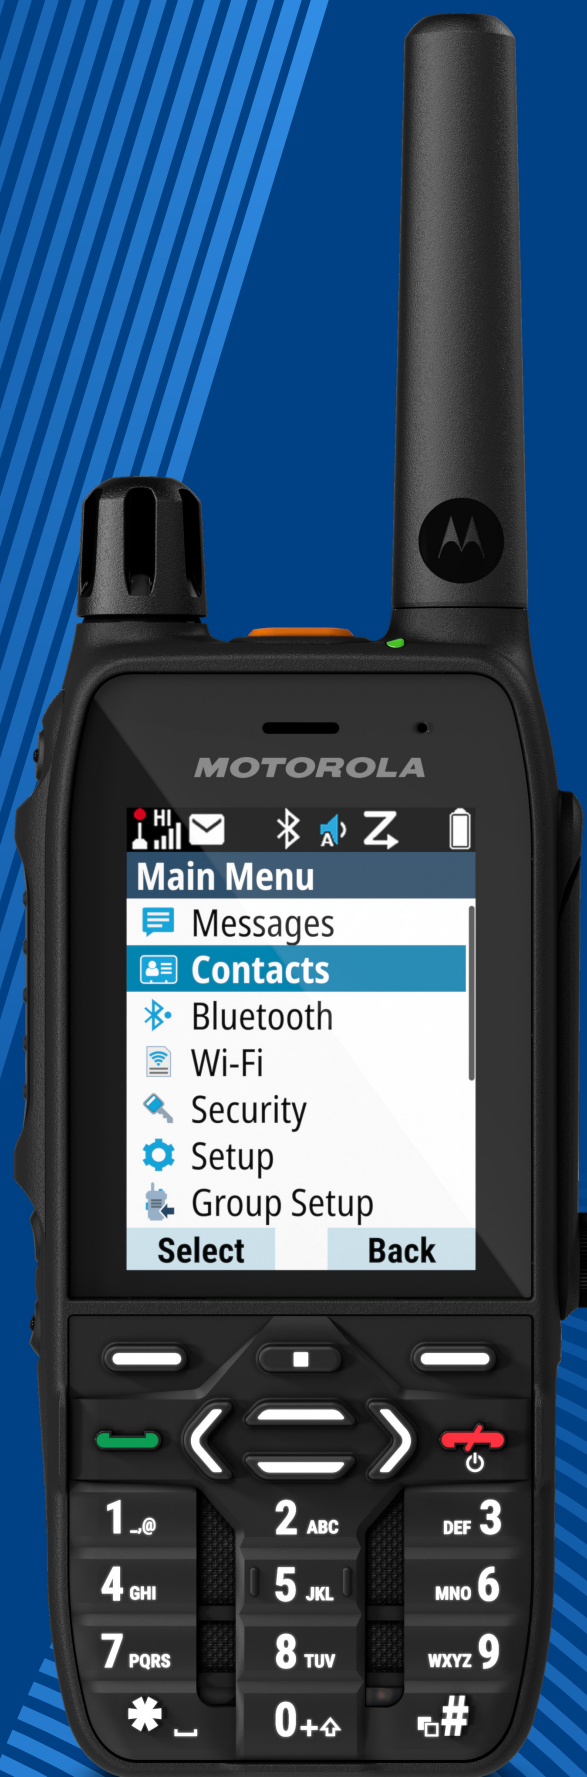 MOTOROLA
HI
A
Main Menu
Messages
Contacts
Bluetooth
Wi-Fi
Security
Setup
Group Setup
Select Back
1 _,@ 2 ABC DEF 3
4 GHI 5 JKL MNO 6
7 PQRS 8 TUV WXYZ 9
* 0+ #